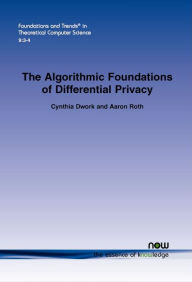 Foundations and Trends® in
Theoretical Computer Science
9:3-4
The Algorithmic Foundations
of Differential Privacy
Cynthia Dwork and Aaron Roth
now
the essence of knowledge